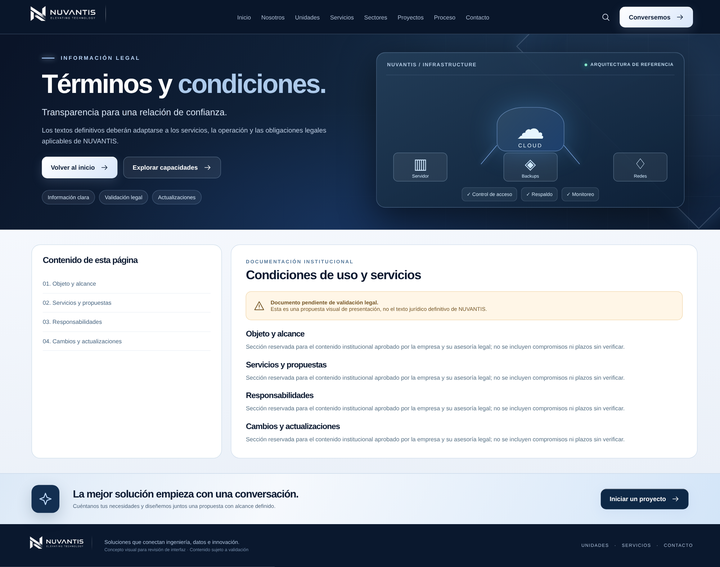 NUVANTIS
Inicio Nosotros Unidades Servicios Sectores Proyectos Proceso Contacto
Conversemos →
INFORMACIÓN LEGAL
Términos y condiciones.
Transparencia para una relación de confianza.
Los textos definitivos deberán adaptarse a los servicios, la operación y las obligaciones legales
aplicables de NUVANTIS.
Volver al inicio →
Explorar capacidades →
Información clara
Validación legal
Actualizaciones
NUVANTIS / INFRASTRUCTURE
ARQUITECTURA DE REFERENCIA
CLOUD
Servidor
Backups
Redes
✓ Control de acceso
✓ Respaldo
✓ Monitoreo
Contenido de esta página
01. Objeto y alcance
02. Servicios y propuestas
03. Responsabilidades
04. Cambios y actualizaciones
DOCUMENTACIÓN INSTITUCIONAL
Condiciones de uso y servicios
Documento pendiente de validación legal.
Esta es una propuesta visual de presentación, no el texto jurídico definitivo de NUVANTIS.
Objeto y alcance
Sección reservada para el contenido institucional aprobado por la empresa y su asesoría legal; no se incluyen compromisos ni plazos sin verificar.
Servicios y propuestas
Sección reservada para el contenido institucional aprobado por la empresa y su asesoría legal; no se incluyen compromisos ni plazos sin verificar.
Responsabilidades
Sección reservada para el contenido institucional aprobado por la empresa y su asesoría legal; no se incluyen compromisos ni plazos sin verificar.
Cambios y actualizaciones
Sección reservada para el contenido institucional aprobado por la empresa y su asesoría legal; no se incluyen compromisos ni plazos sin verificar.
La mejor solución empieza con una conversación.
Cuéntanos tus necesidades y diseñemos juntos una propuesta con alcance definido.
Iniciar un proyecto →
NUVANTIS
Soluciones que conectan ingeniería, datos e innovación.
Concepto visual para revisión de interfaz · Contenido sujeto a validación
UNIDADES · SERVICIOS · CONTACTO